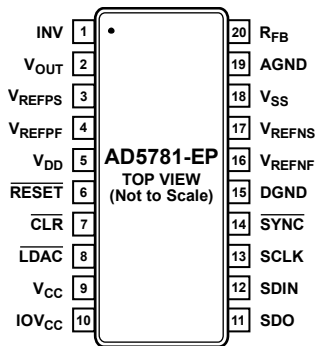 INV 1
VOUT 2
VREFPS 3
VREFPF 4
VDD 5
RESET 6
CLR 7
LDAC 8
VCC 9
IOVCC 10
AD5781-EP
TOP VIEW
(Not to Scale)
20 RFB
19 AGND
18 VSS
17 VREFNS
16 VREFNF
15 DGND
14 SYNC
13 SCLK
12 SDIN
11 SDO